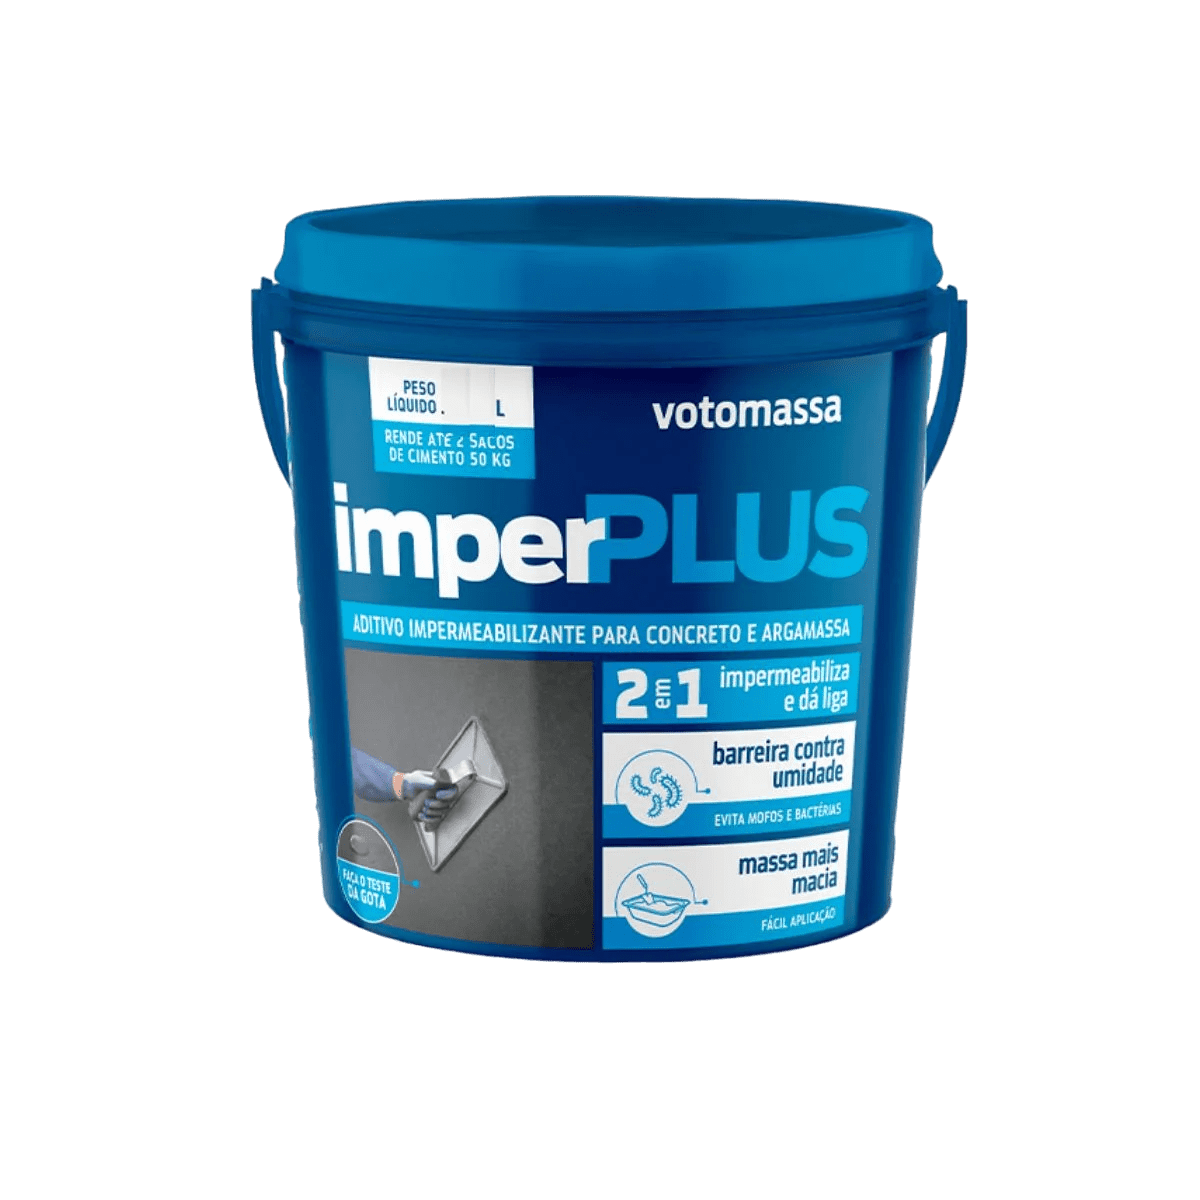 PESO
LÍQUIDO. L
RENDE ATÉ 2 SACOS
DE CIMENTO 50 KG
votomassa
imperPLUS
ADITIVO IMPERMEABILIZANTE PARA CONCRETO E ARGAMASSA
2 em 1
impermeabiliza
e dá liga
barreira contra
umidade
EVITA MOFOS E BACTÉRIAS
massa mais
macia
FÁCIL APLICAÇÃO
FAÇA O TESTE
DA GOTA